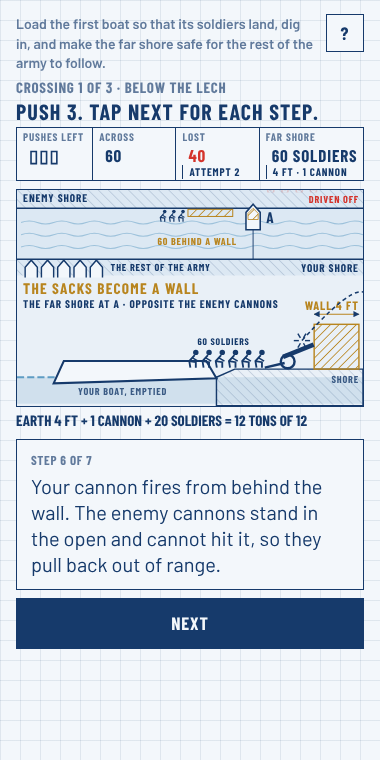 Load the first boat so that its soldiers land, dig
in, and make the far shore safe for the rest of the
army to follow.
?
CROSSING 1 OF 3 · BELOW THE LECH
PUSH 3. TAP NEXT FOR EACH STEP.
PUSHES LEFT
ACROSS
60
LOST
40
ATTEMPT 2
FAR SHORE
60 SOLDIERS
4 FT · 1 CANNON
ENEMY SHORE
DRIVEN OFF
A
60 BEHIND A WALL
THE REST OF THE ARMY
YOUR SHORE
THE SACKS BECOME A WALL
THE FAR SHORE AT A · OPPOSITE THE ENEMY CANNONS
WALL 4 FT
60 SOLDIERS
SHORE
YOUR BOAT, EMPTIED
EARTH 4 FT + 1 CANNON + 20 SOLDIERS = 12 TONS OF 12
STEP 6 OF 7
Your cannon fires from behind the
wall. The enemy cannons stand in
the open and cannot hit it, so they
pull back out of range.
NEXT